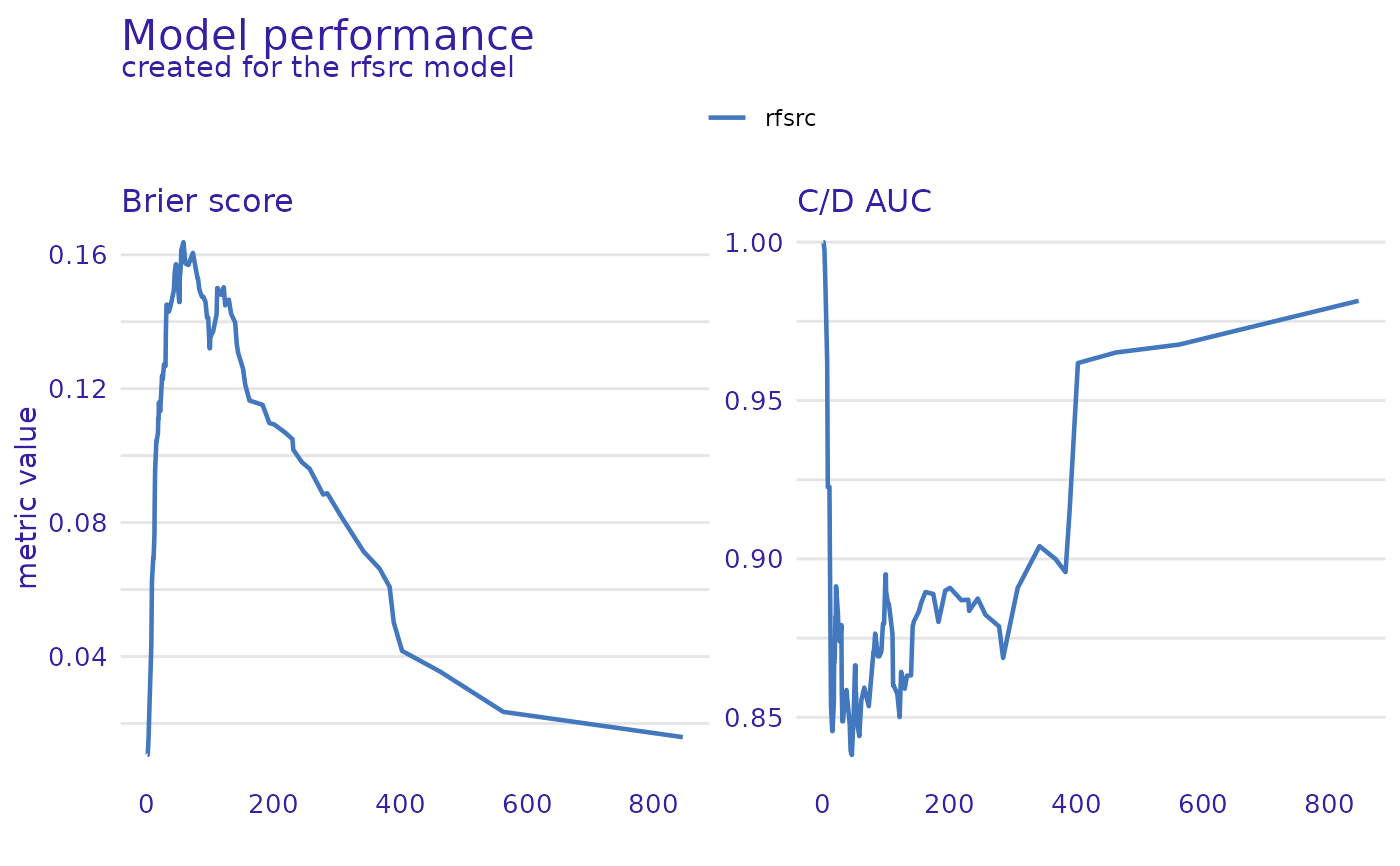 Model performance
created for the rfsrc model
rfsrc
Brier score
metric value
0.16
0.12
0.08
0.04
0 200 400 600 800
C/D AUC
1.00
0.95
0.90
0.85
0 200 400 600 800